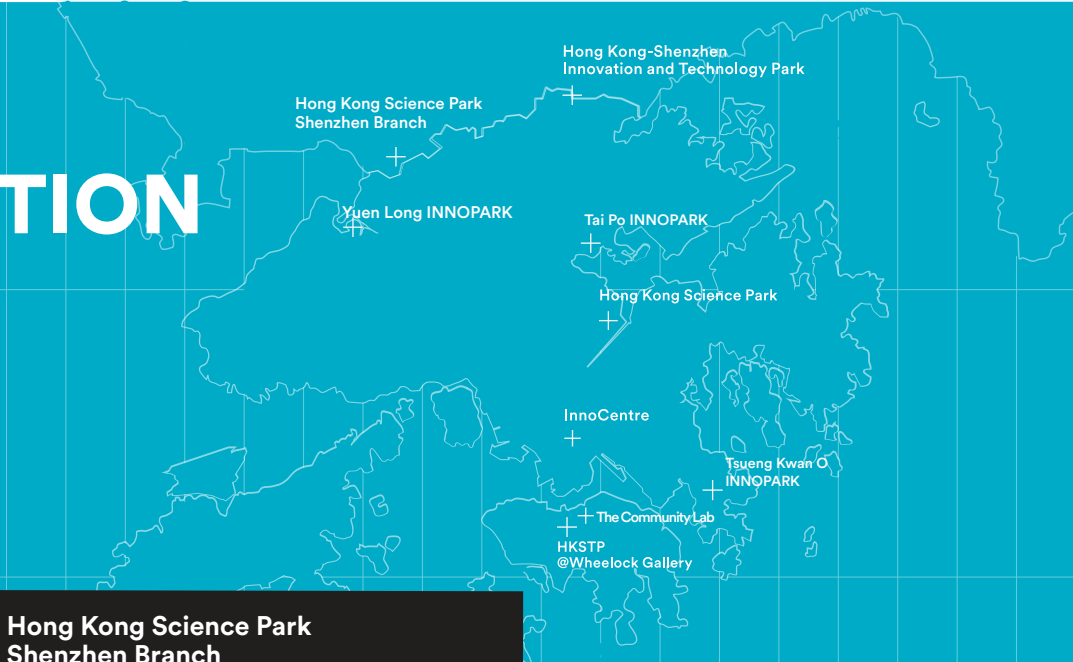 Hong Kong-Shenzhen
Innovation and Technology Park
Hong Kong Science Park
Shenzhen Branch
TION
Yuen Long INNOPARK
Tai Po INNOPARK
Hong Kong Science Park
InnoCentre
Tsueng Kwan O
INNOPARK
The Community Lab
HKSTP
@Wheelock Gallery
Hong Kong Science Park
Shenzhen Branch